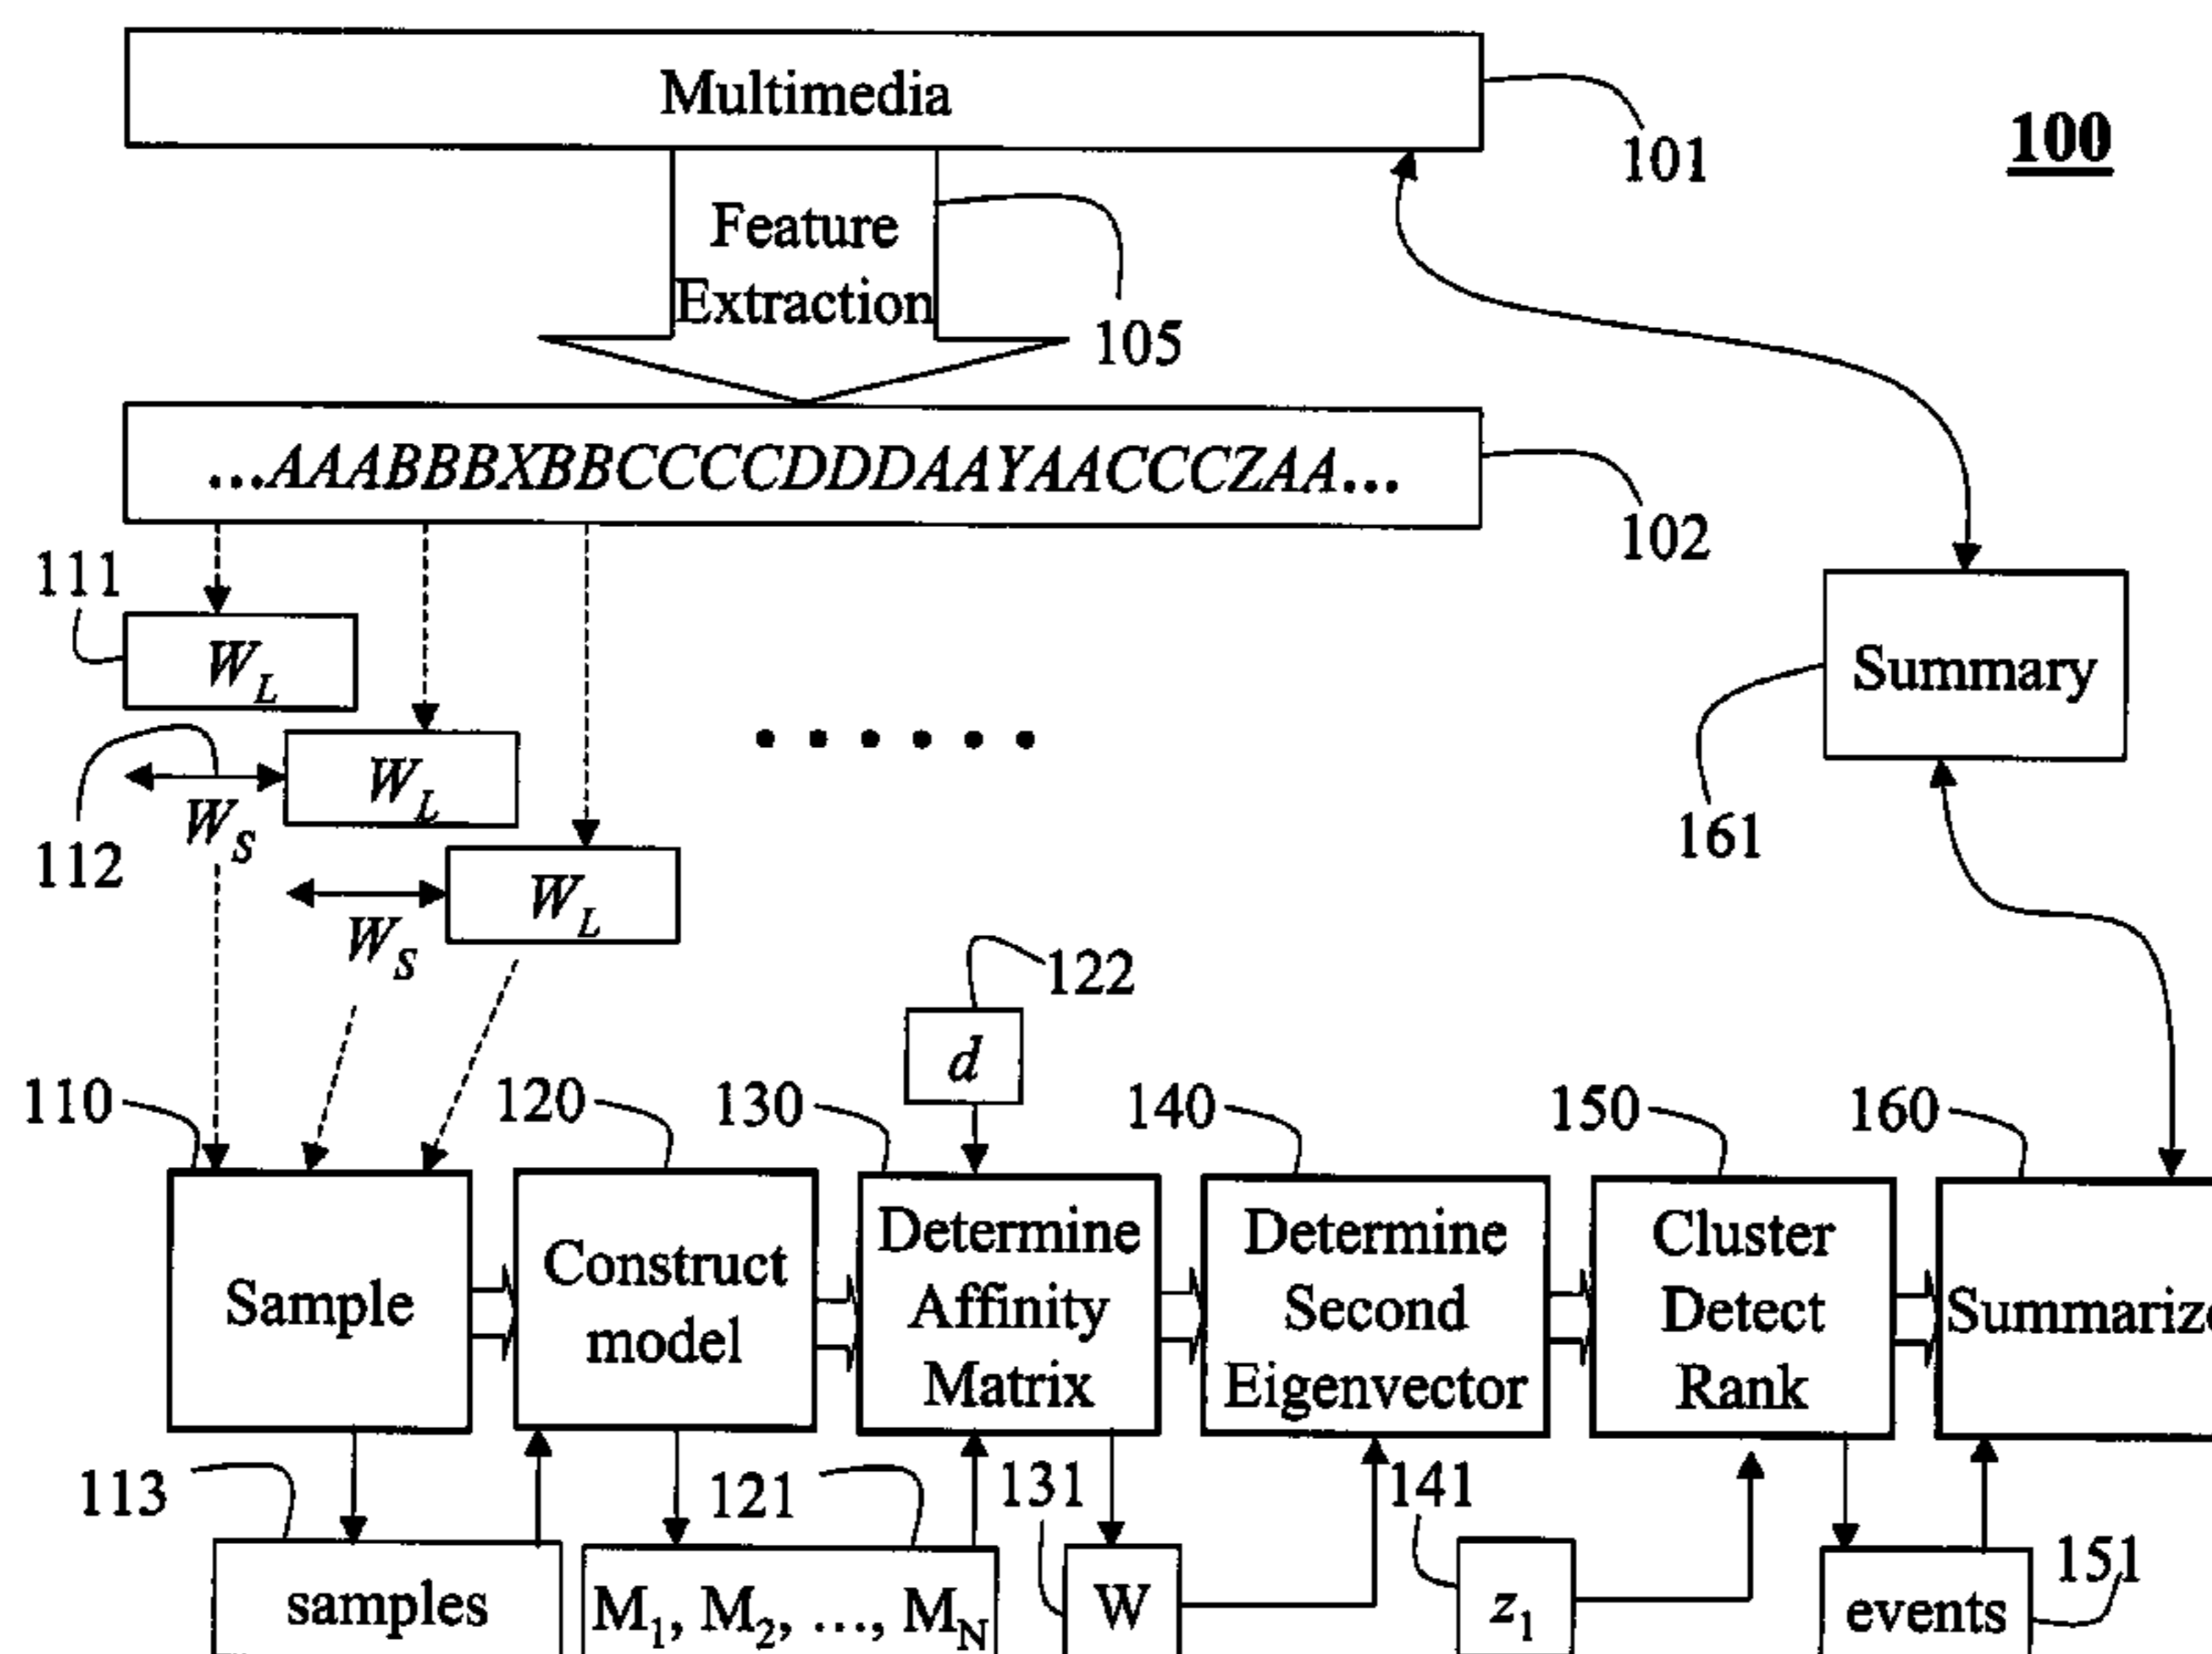 Multimedia
101
100
Feature
Extraction
105
...AAABBBXBBCCCCDDDAAYAACCCZAA...
102
111
W_L
Summary
161
112
W_S
W_L
W_S
W_L
122
d
110
120
130
140
150
160
Sample
Construct
model
Determine
Affinity
Matrix
Determine
Second
Eigenvector
Cluster
Detect
Rank
Summarize
113
121
131
141
151
samples
M_1, M_2, ..., M_N
W
z_1
events